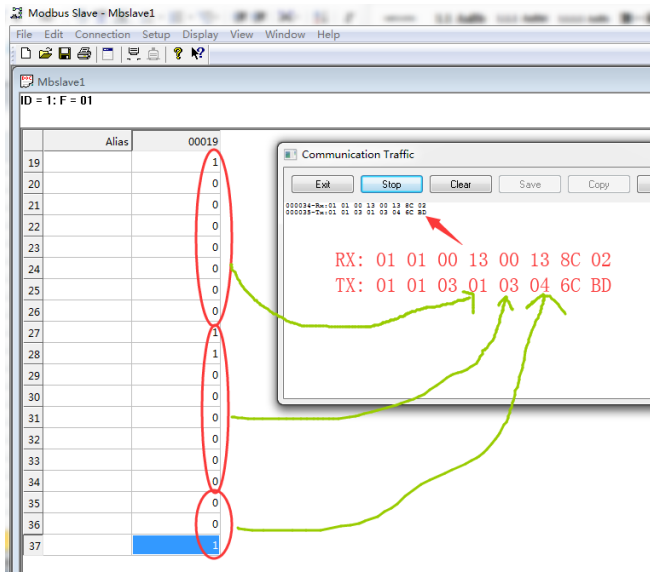 Modbus Slave - Mbslave1
File Edit Connection Setup Display View Window Help
Mbslave1
ID = 1: F = 01
Alias 00019
19 1
20 0
21 0
22 0
23 0
24 0
25 0
26 0
27 1
28 1
29 0
30 0
31 0
32 0
33 0
34 0
35 0
36 0
37 1
Communication Traffic
Exit Stop Clear Save Copy
000034-Rx:01 01 00 13 00 13 8C 02
000035-Tx:01 01 03 01 03 04 6C BD
RX: 01 01 00 13 00 13 8C 02
TX: 01 01 03 01 03 04 6C BD